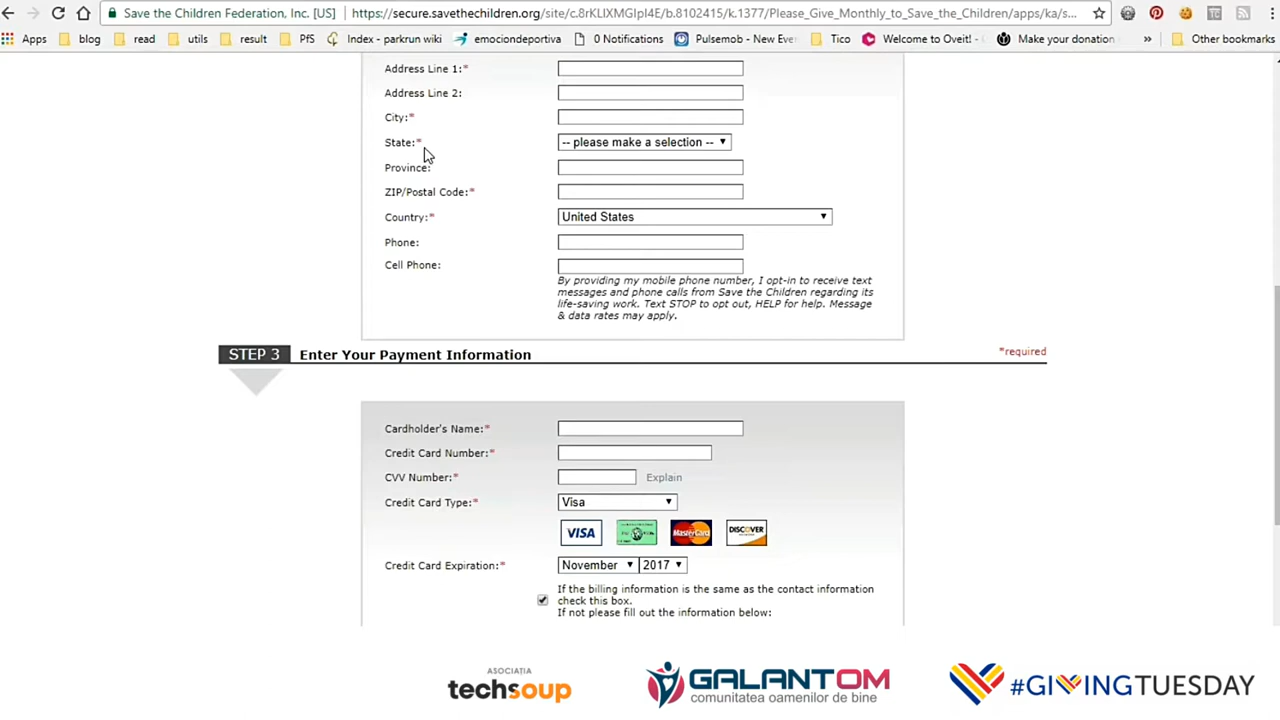 Save the Children Federation, Inc. [US]
https://secure.savethechildren.org/site/c.8rKLIXMGIpI4E/b.8102415/k.1377/Please_Give_Monthly_to_Save_the_Children/apps/ka/s...
Apps
blog
read
utils
result
PfS
Index - parkrun wiki
emociondeportiva
0 Notifications
Pulsemob - New Eve
Tico
Welcome to Oveit! -
Make your donation
»
Other bookmarks
Address Line 1:*
Address Line 2:
City:*
State:* -- please make a selection --
Province:
ZIP/Postal Code:*
Country:* United States
Phone:
Cell Phone:
By providing my mobile phone number, I opt-in to receive text
messages and phone calls from Save the Children regarding its
life-saving work. Text STOP to opt out, HELP for help. Message
& data rates may apply.
STEP 3 Enter Your Payment Information *required
Cardholder's Name:*
Credit Card Number:*
CVV Number:* Explain
Credit Card Type:* Visa
VISA MasterCard DISCOVER
Credit Card Expiration:* November 2017
If the billing information is the same as the contact information
check this box.
If not please fill out the information below:
ASOCIAȚIA
techsoup
GALANTOM
comunitatea oamenilor de bine
#GIVINGTUESDAY